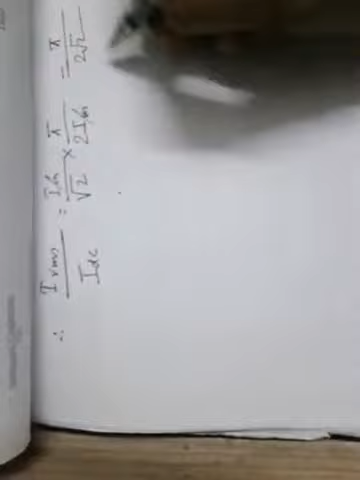 ∴ I_rms / I_dc = I_m / √2 × π / 2I_m = π / 2√2